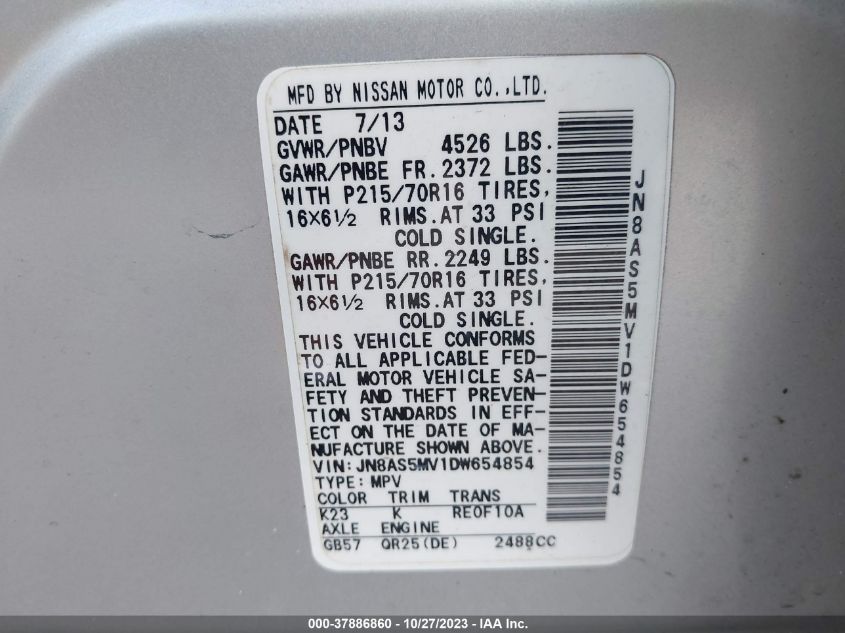 MFD BY NISSAN MOTOR CO.,LTD.
DATE 7/13
GVWR/PNBV 4526 LBS.
GAWR/PNBE FR. 2372 LBS.
WITH P215/70R16 TIRES,
16X6½ RIMS. AT 33 PSI
COLD SINGLE.
GAWR/PNBE RR. 2249 LBS.
WITH P215/70R16 TIRES,
16X6½ RIMS. AT 33 PSI
COLD SINGLE.
THIS VEHICLE CONFORMS
TO ALL APPLICABLE FED-
ERAL MOTOR VEHICLE SA-
FETY AND THEFT PREVEN-
TION STANDARDS IN EFF-
ECT ON THE DATE OF MA-
NUFACTURE SHOWN ABOVE.
VIN: JN8AS5MV1DW654854
TYPE: MPV
COLOR TRIM TRANS
K23 K RE0F10A
AXLE ENGINE
GB57 QR25(DE) 2488CC
JN8AS5MV1DW654854
000-37886860 - 10/27/2023 - IAA Inc.